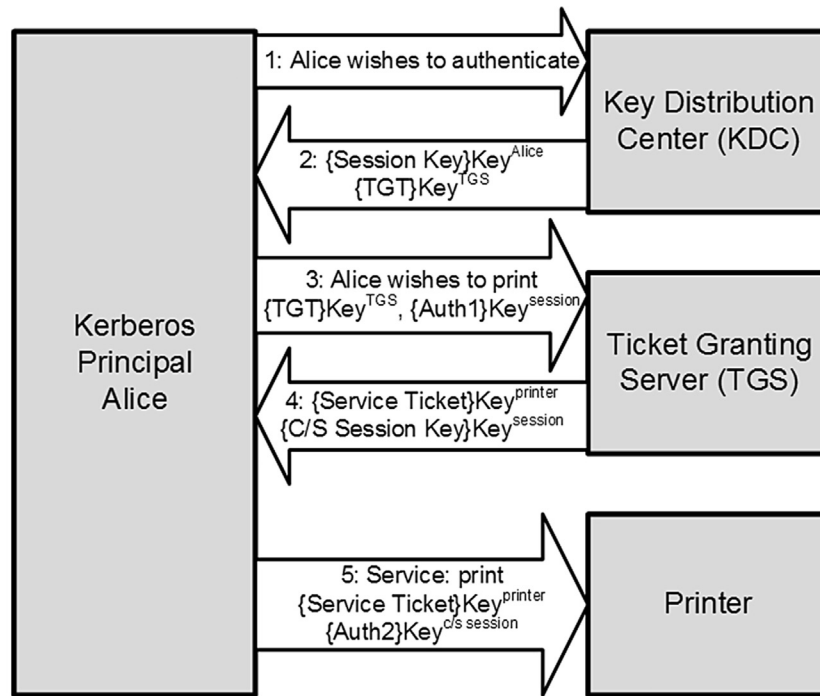 1: Alice wishes to authenticate
Key Distribution
Center (KDC)
2: {Session Key}Key^Alice
{TGT}Key^TGS
3: Alice wishes to print
{TGT}Key^TGS, {Auth1}Key^session
Kerberos
Principal
Alice
Ticket Granting
Server (TGS)
4: {Service Ticket}Key^printer
{C/S Session Key}Key^session
5: Service: print
{Service Ticket}Key^printer
{Auth2}Key^c/s session
Printer